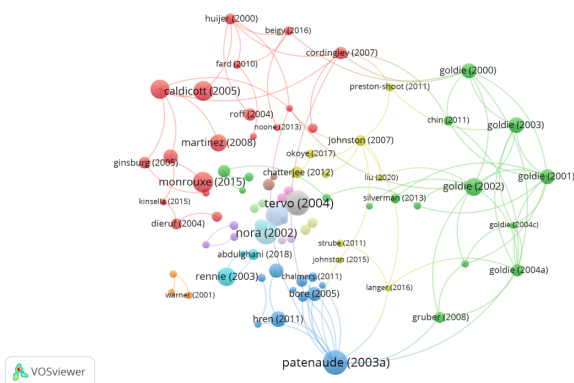 huijer (2000)
beigy (2016)
cordingley (2007)
fard (2010)
goldie (2000)
preston-shoot (2011)
caldicott (2005)
roff (2004)
chin (2011)
noone (2013)
goldie (2003)
martinez (2008)
johnston (2007)
okoye (2017)
ginsburg (2005)
chatterjee (2012)
liu (2020)
goldie (2001)
monrouxe (2015)
goldie (2002)
kinsella (2015)
tervo (2004)
silverman (2013)
dieruf (2004)
goldie (2004c)
nora (2002)
strube (2011)
abdulghani (2018)
johnston (2015)
rennie (2003)
chalmers (2011)
goldie (2004a)
warner (2001)
bore (2005)
langer (2016)
hren (2011)
gruber (2008)
patenaude (2003a)
VOSviewer